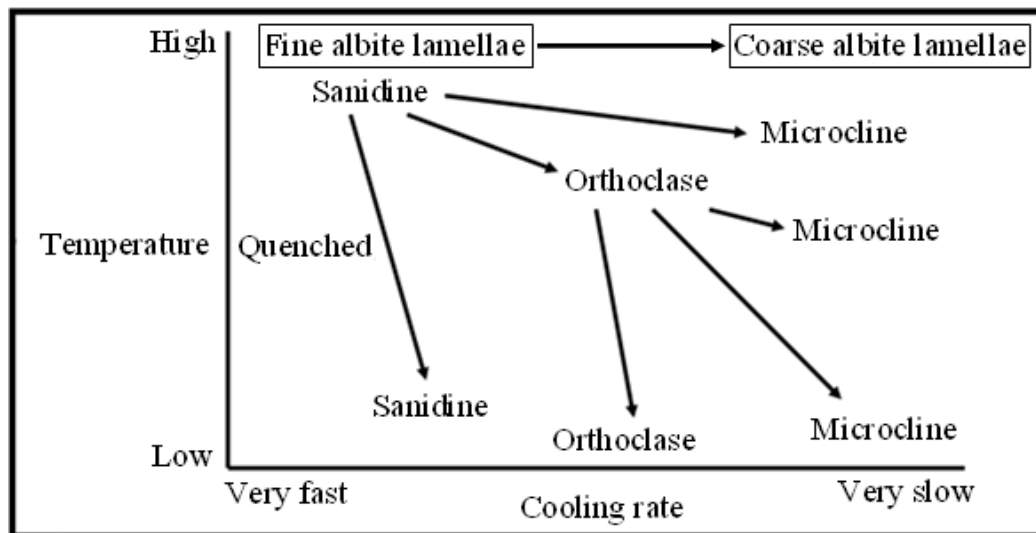 High
Fine albite lamellae
Coarse albite lamellae
Sanidine
Microcline
Orthoclase
Microcline
Temperature
Quenched
Sanidine
Orthoclase
Microcline
Low
Very fast
Cooling rate
Very slow